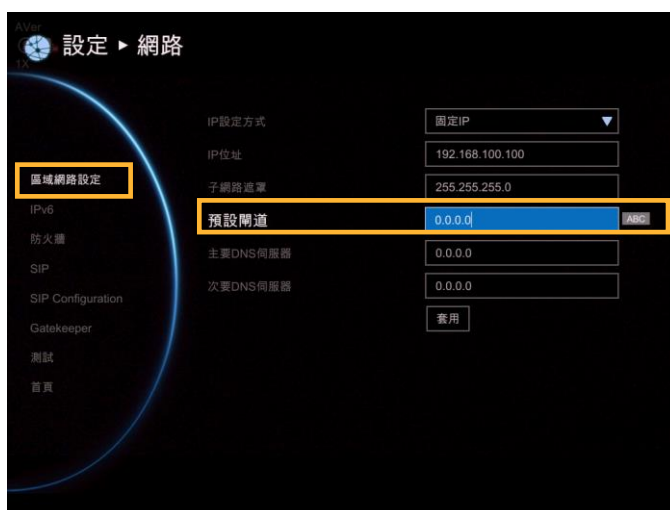 AVer
設定 ▸ 網路
1X
區域網路設定
IPv6
防火牆
SIP
SIP Configuration
Gatekeeper
測試
首頁
IP設定方式 固定IP ▼
IP位址 192.168.100.100
子網路遮罩 255.255.255.0
預設閘道 0.0.0.0 ABC
主要DNS伺服器 0.0.0.0
次要DNS伺服器 0.0.0.0
套用